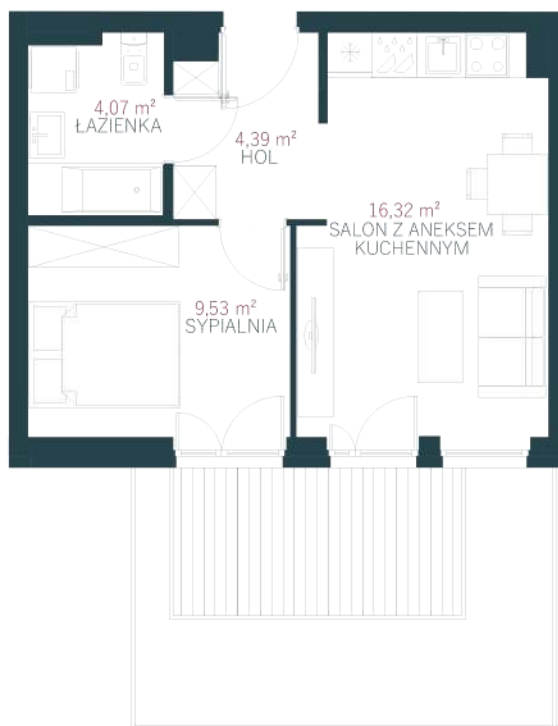 4,07 m²
ŁAZIENKA
4,39 m²
HOL
16,32 m²
SALON Z ANEKSEM
KUCHENNYM
9,53 m²
SYPIALNIA